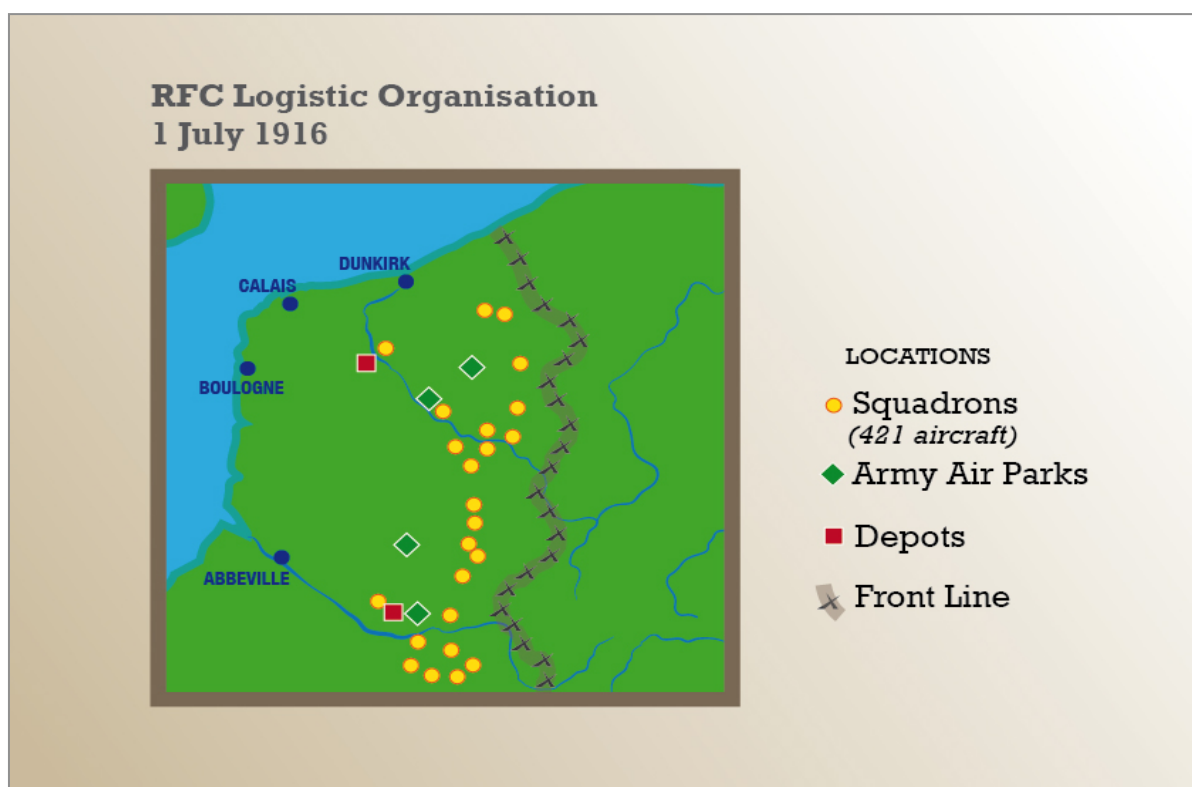 RFC Logistic Organisation
1 July 1916
DUNKIRK
CALAIS
BOULOGNE
ABBEVILLE
LOCATIONS
Squadrons
(421 aircraft)
Army Air Parks
Depots
Front Line